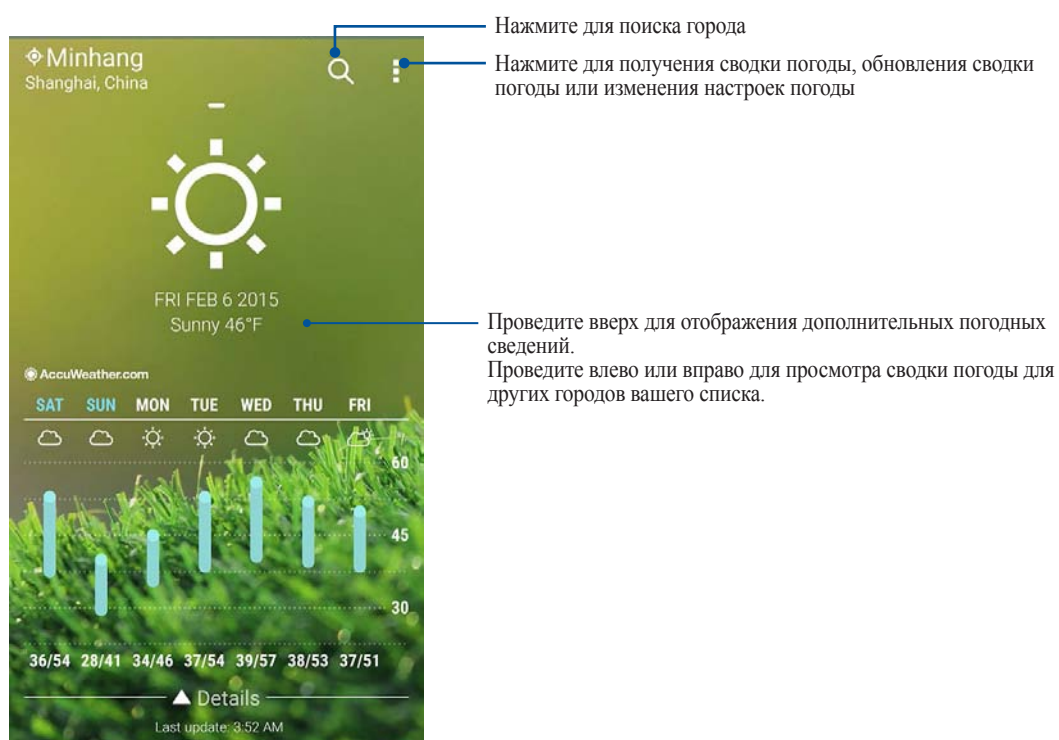 Нажмите для поиска города
Minhang
Shanghai, China
Нажмите для получения сводки погоды, обновления сводки
погоды или изменения настроек погоды
FRI FEB 6 2015
Sunny 46°F
Проведите вверх для отображения дополнительных погодных
сведений.
Проведите влево или вправо для просмотра сводки погоды для
других городов вашего списка.
AccuWeather.com
SAT SUN MON TUE WED THU FRI
60
45
30
36/54 28/41 34/46 37/54 39/57 38/53 37/51
Details
Last update: 3:52 AM